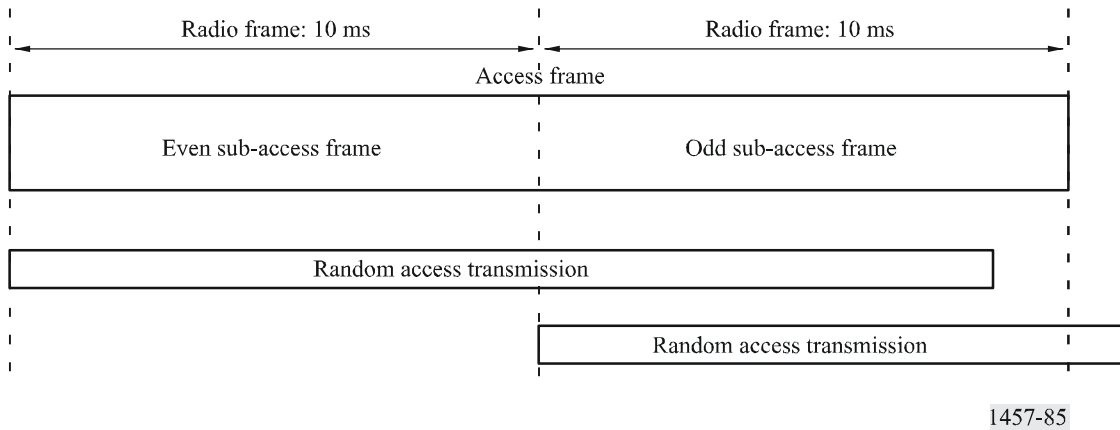 Radio frame: 10 ms
Radio frame: 10 ms
Access frame
Even sub-access frame
Odd sub-access frame
Random access transmission
Random access transmission
1457-85